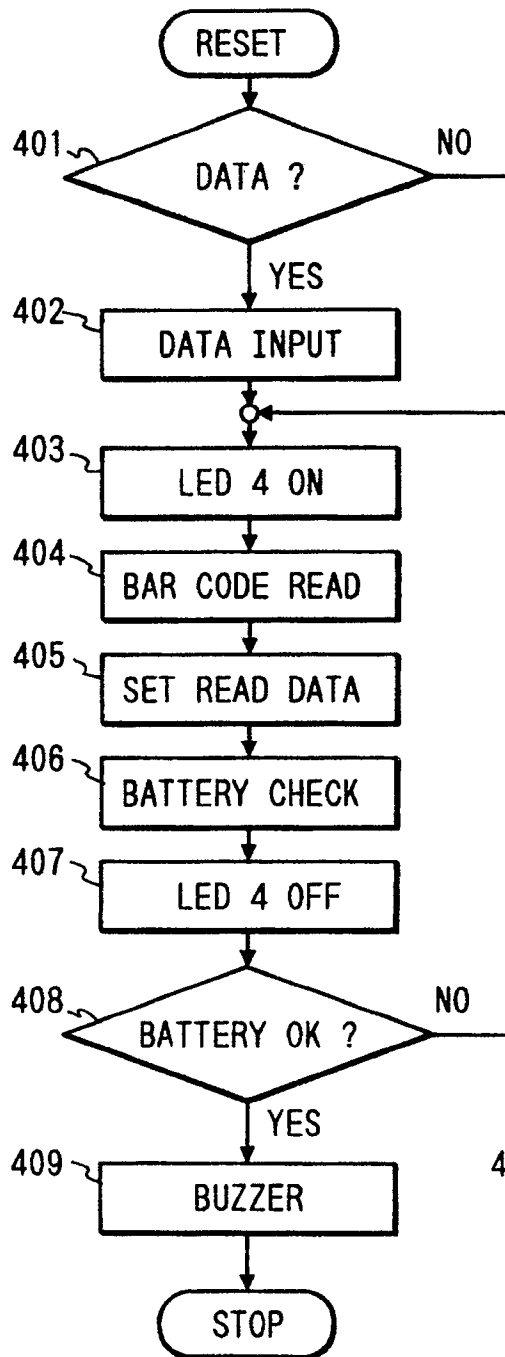 RESET
401
DATA ?
NO
YES
402
DATA INPUT
403
LED 4 ON
404
BAR CODE READ
405
SET READ DATA
406
BATTERY CHECK
407
LED 4 OFF
408
BATTERY OK ?
NO
YES
409
BUZZER
4
STOP